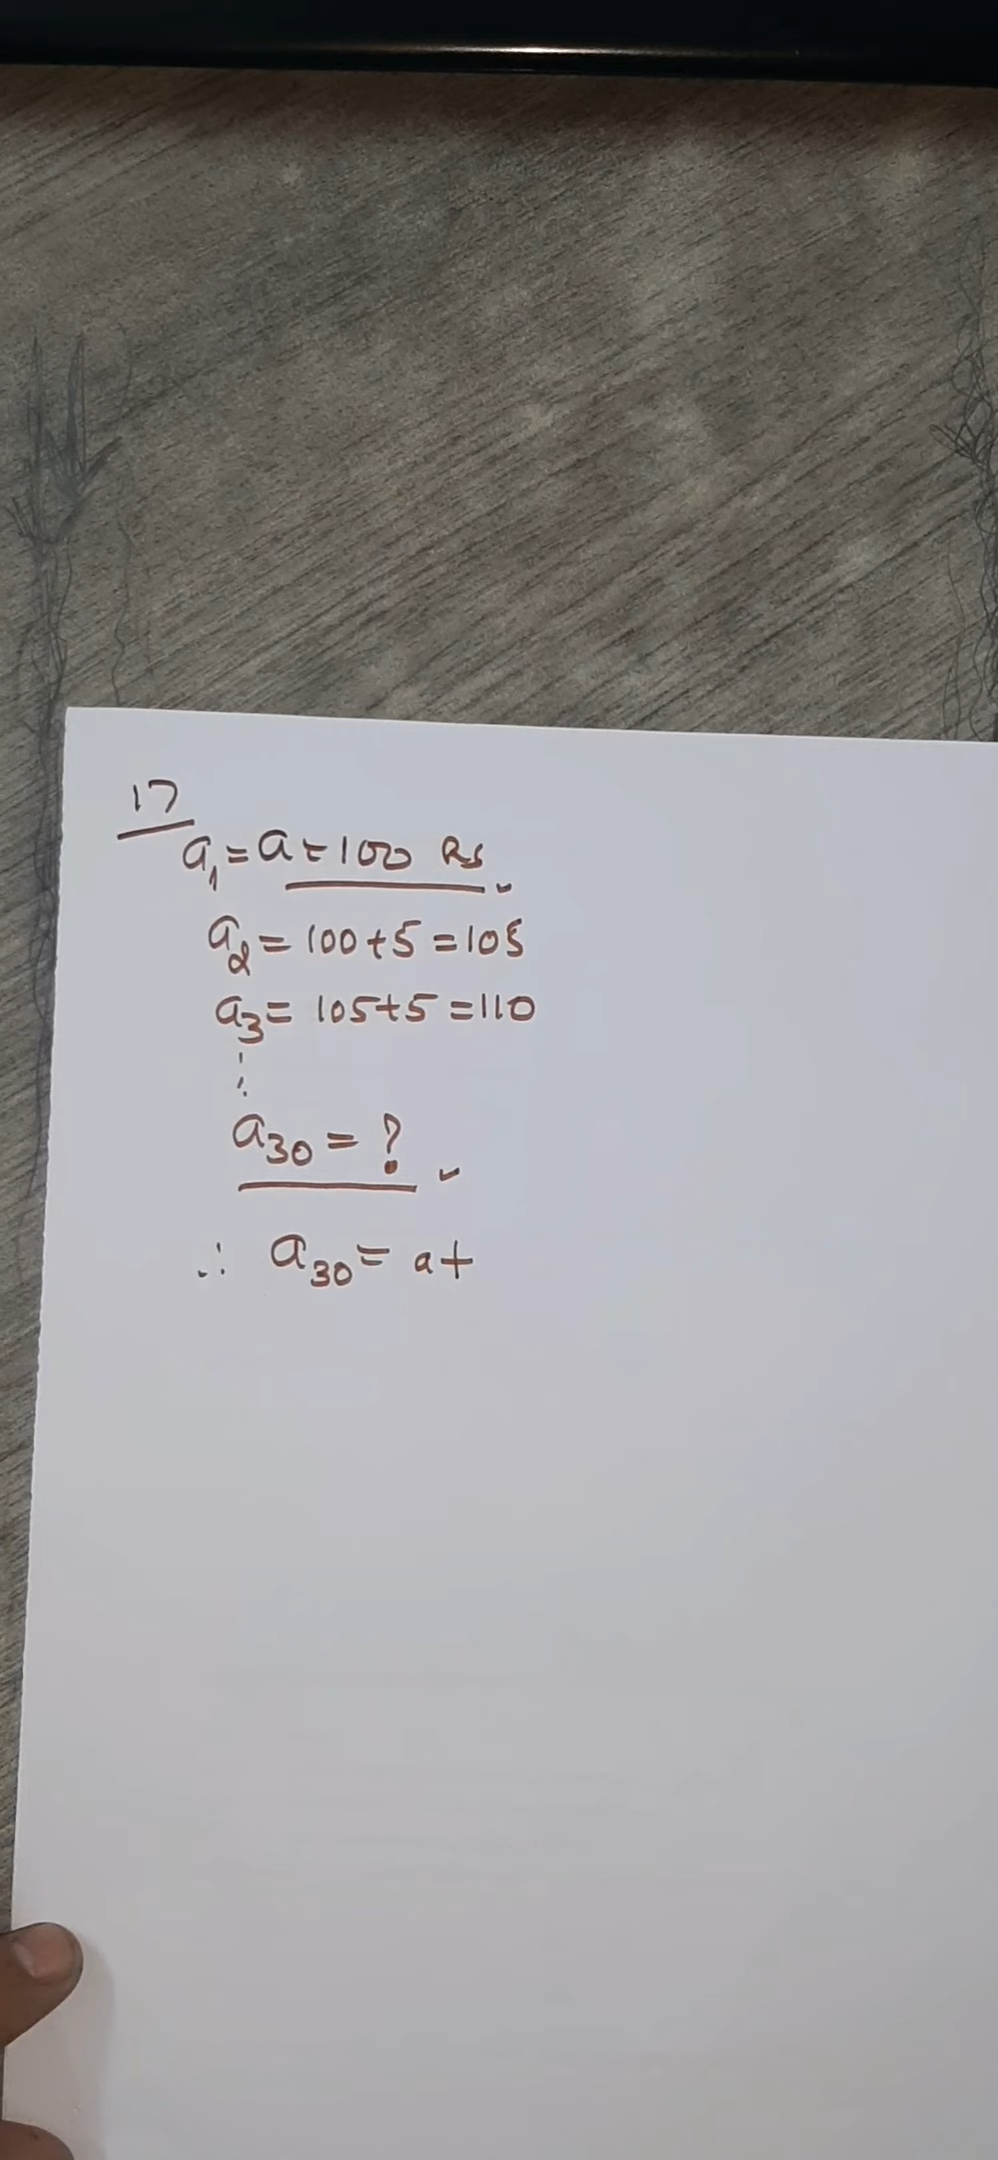 17
a₁ = a = 100 Rs
a₂ = 100 + 5 = 105
a₃ = 105 + 5 = 110
⋮
a₃₀ = ?
∴ a₃₀ = a +